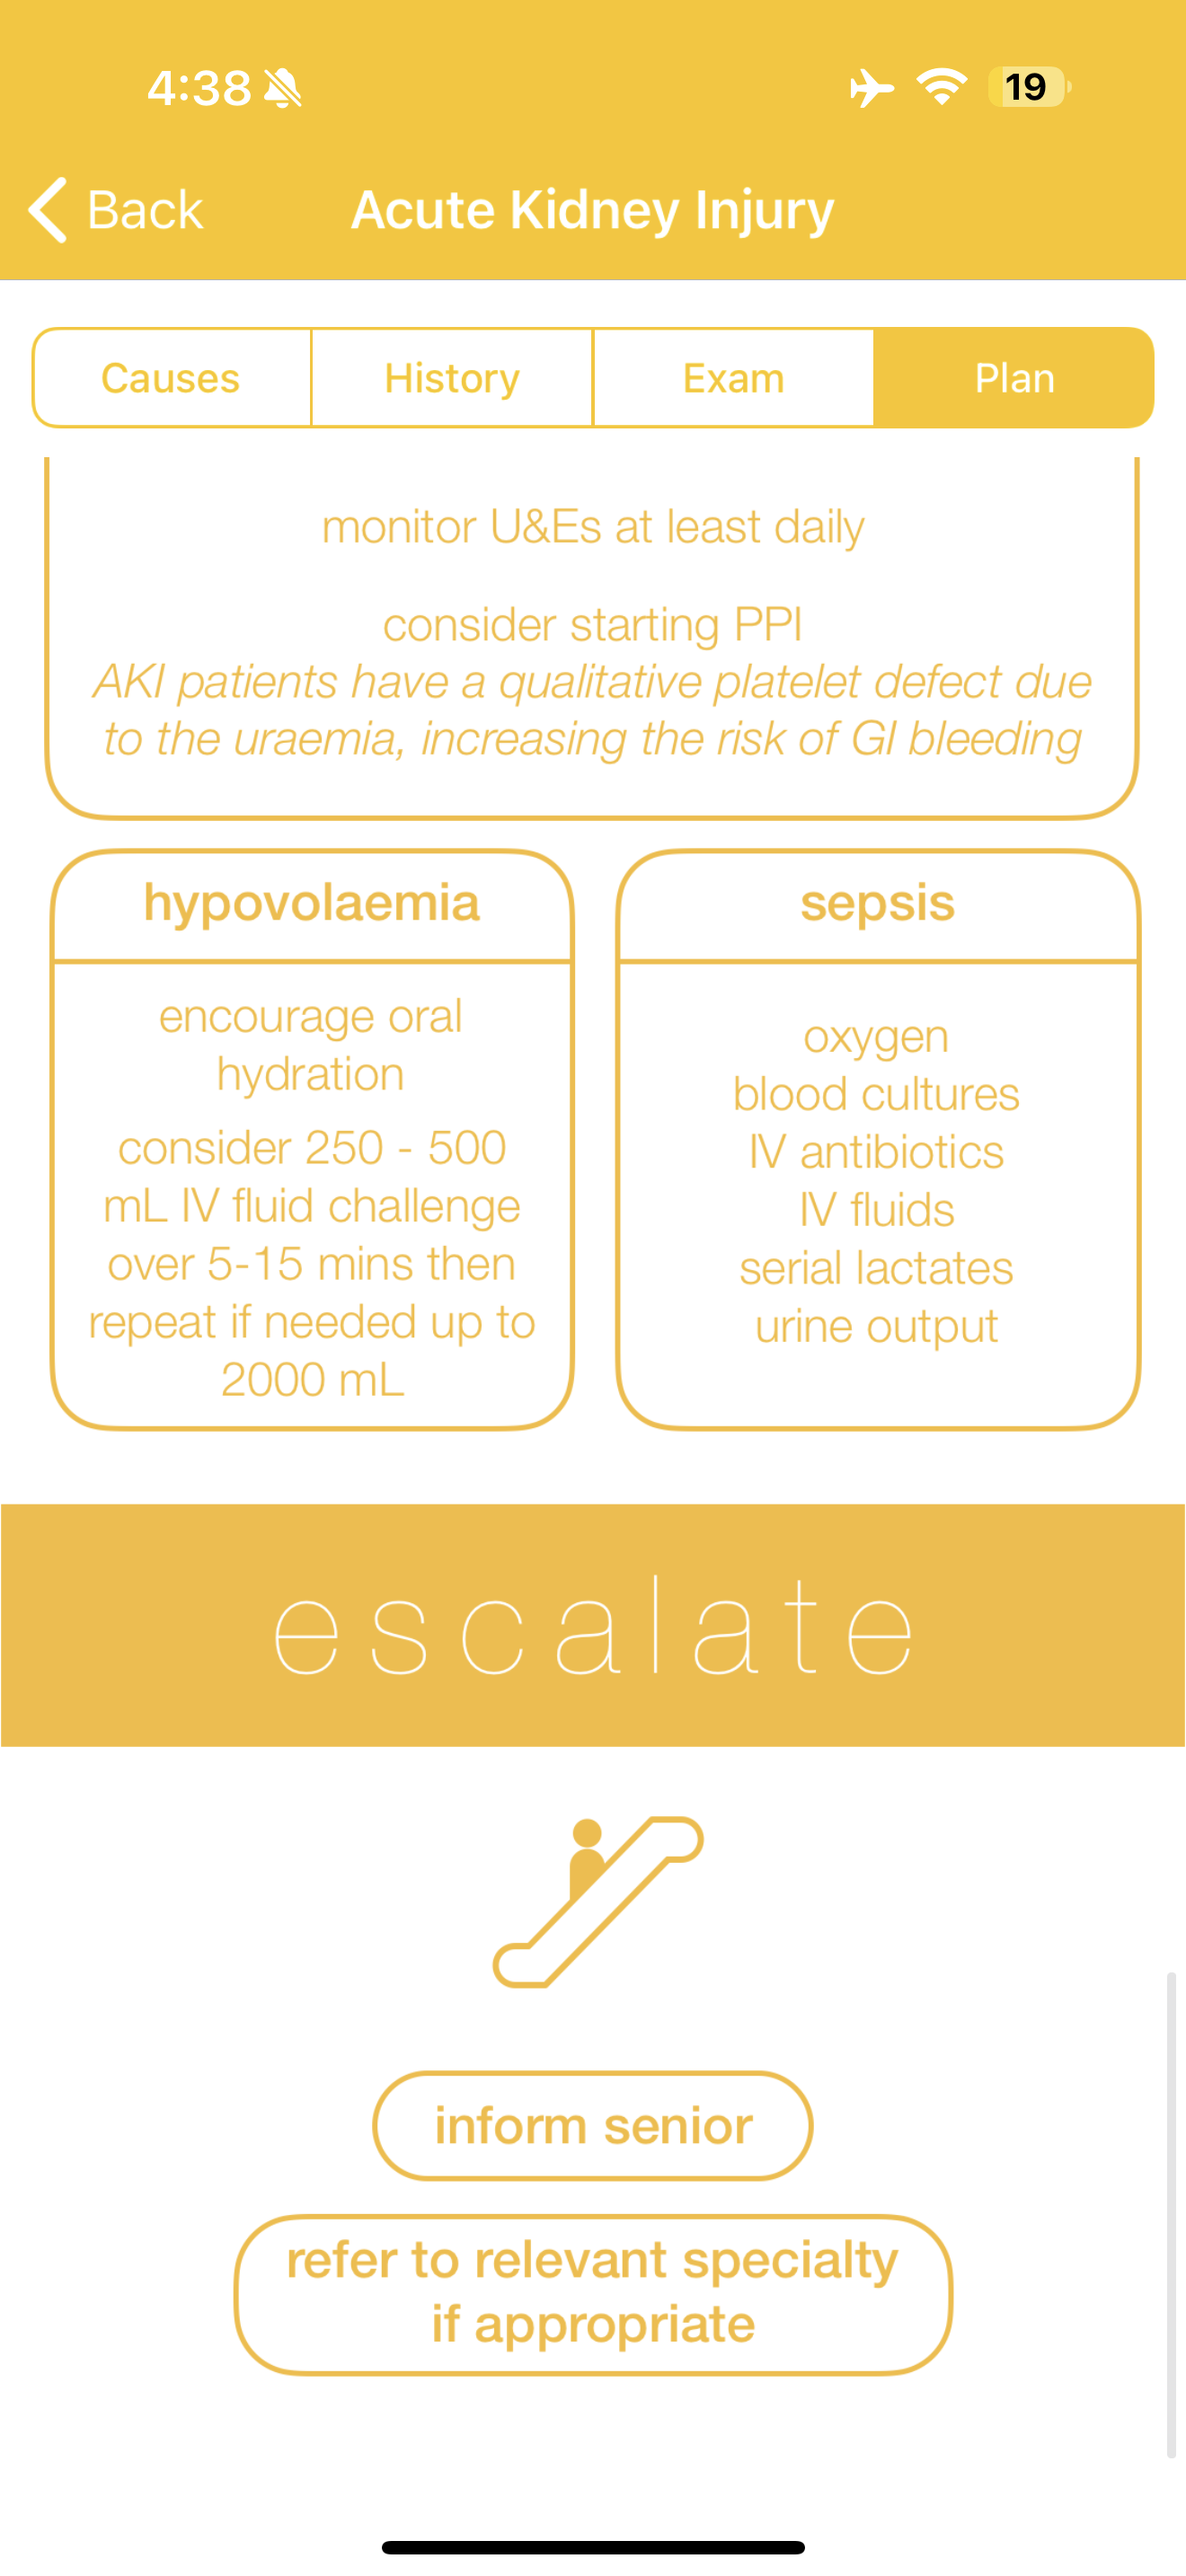 4:38
19
Back
Acute Kidney Injury
Causes
History
Exam
Plan
monitor U&Es at least daily
consider starting PPI
AKI patients have a qualitative platelet defect due
to the uraemia, increasing the risk of GI bleeding
hypovolaemia
encourage oral
hydration
consider 250 - 500
mL IV fluid challenge
over 5-15 mins then
repeat if needed up to
2000 mL
sepsis
oxygen
blood cultures
IV antibiotics
IV fluids
serial lactates
urine output
escalate
inform senior
refer to relevant specialty
if appropriate